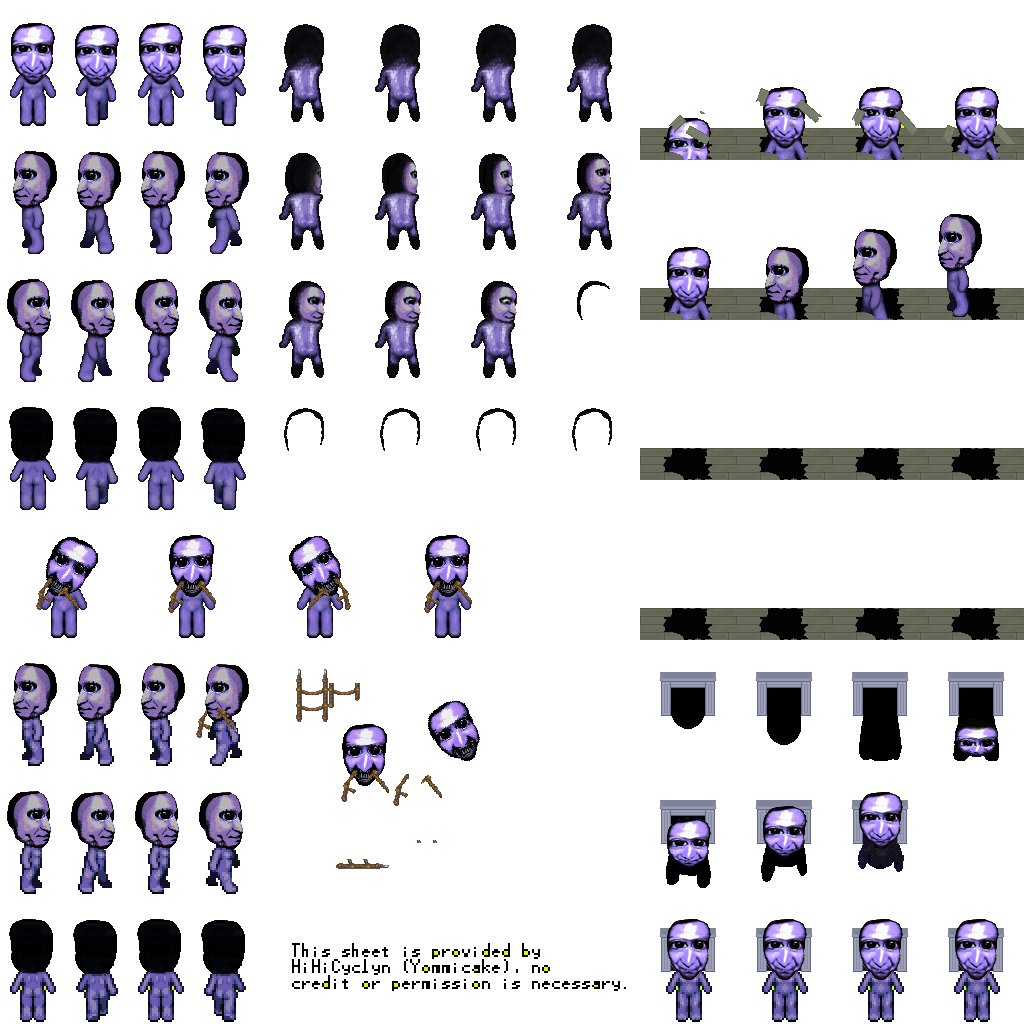 This sheet is provided by
HiHiCyclyn (Yommicake), no
credit or permission is necessary.